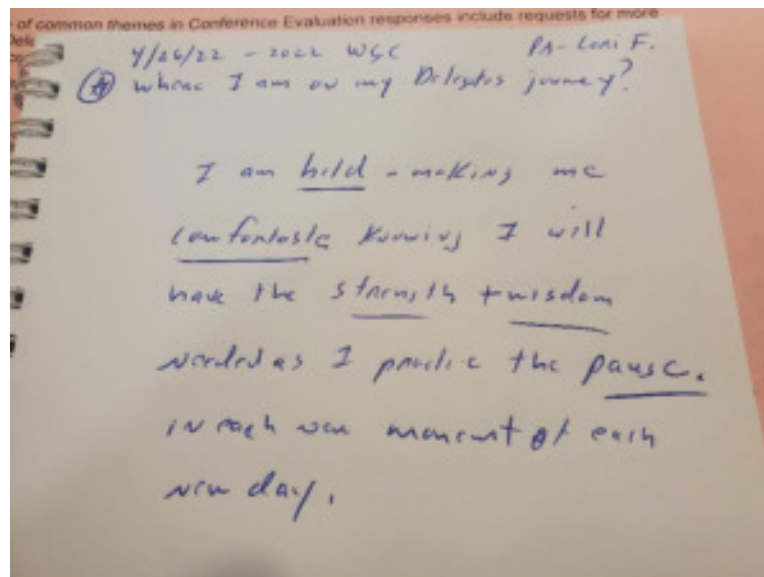 of common themes in Conference Evaluation responses include requests for more
4/26/22 - 2022 WSC PA- Lori F.
where I am on my Delegates journey?
I am held - making me
comfortable knowing I will
have the strength + wisdom
needed as I practice the pause.
in each new moment of each
new day.